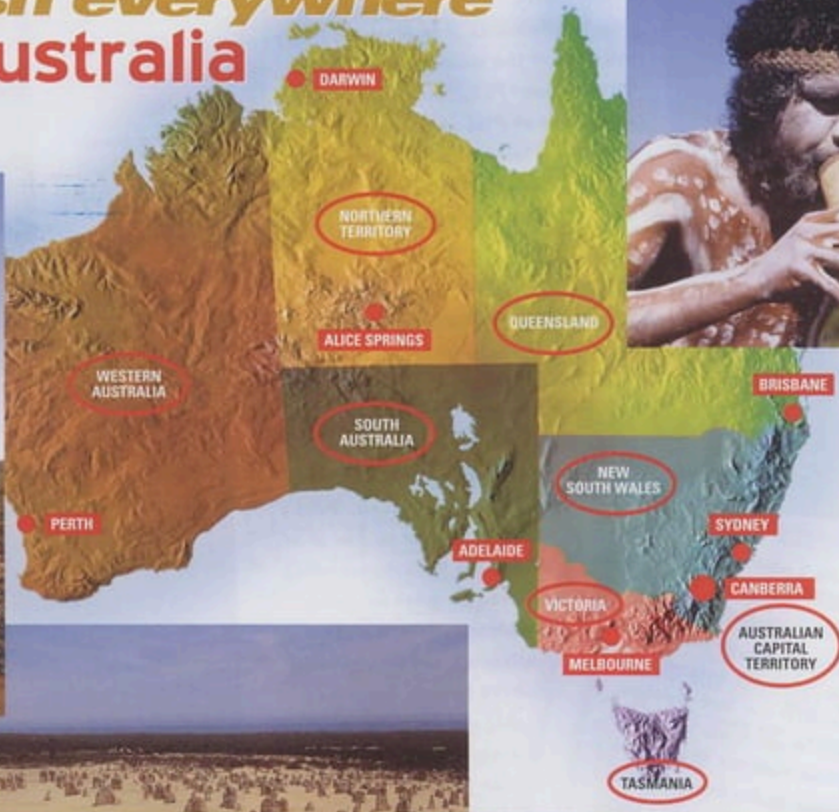 everywhere
ustralia
DARWIN
NORTHERN
TERRITORY
ALICE SPRINGS
QUEENSLAND
WESTERN
AUSTRALIA
SOUTH
AUSTRALIA
BRISBANE
NEW
SOUTH WALES
PERTH
SYDNEY
ADELAIDE
CANBERRA
VICTORIA
AUSTRALIAN
CAPITAL
TERRITORY
MELBOURNE
TASMANIA